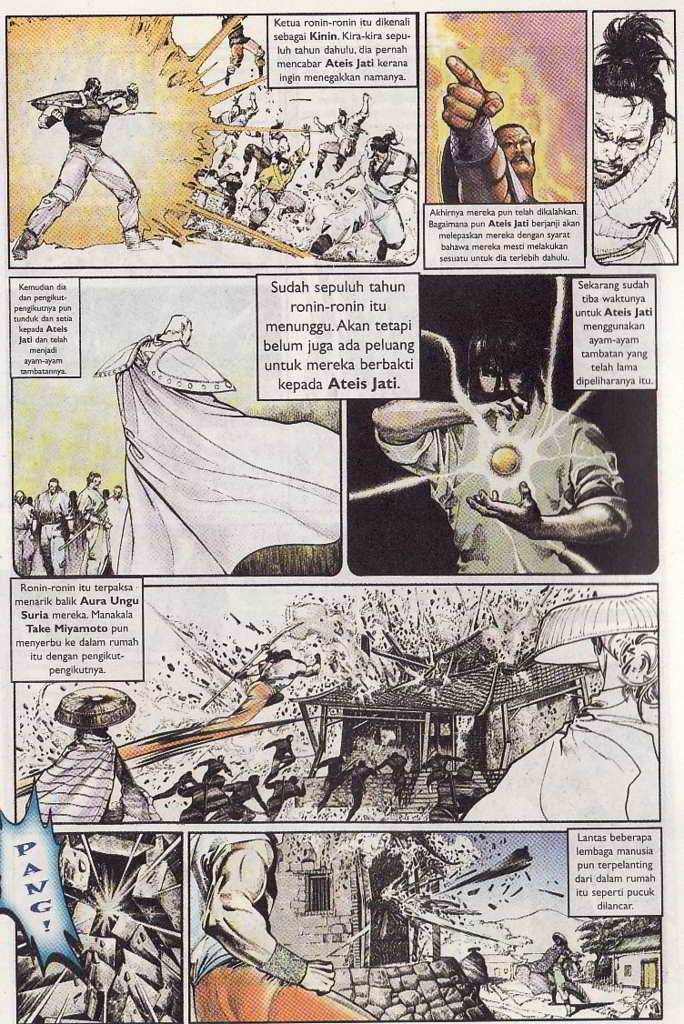 Ketua ronin-ronin itu dikenali
sebagai Kinin. Kira-kira sepu-
luh tahun dahulu, dia pernah
mencabar Ateis Jati kerana
ingin menegakkan namanya.
Akhirnya mereka pun telah dikalahkan.
Bagaimana pun Ateis Jati berjanji akan
melepaskan mereka dengan syarat
bahawa mereka mesti melakukan
sesuatu untuk dia terlebih dahulu.
Kemudian dia
dan pengikut-
pengikutnya pun
tunduk dan setia
kepada Ateis
Jati dan telah
menjadi
ayam-ayam
tambatannya.
Sudah sepuluh tahun
ronin-ronin itu
menunggu. Akan tetapi
belum juga ada peluang
untuk mereka berbakti
kepada Ateis Jati.
Sekarang sudah
tiba waktunya
untuk Ateis Jati
menggunakan
ayam-ayam
tambatan yang
telah lama
dipeliharanya itu.
Ronin-ronin itu terpaksa
menarik balik Aura Ungu
Suria mereka. Manakala
Take Miyamoto pun
menyerbu ke dalam rumah
itu dengan pengikut-
pengikutnya.
PANG!
Lantas beberapa
lembaga manusia
pun terpelanting
dari dalam rumah
itu seperti pucuk
dilancar.